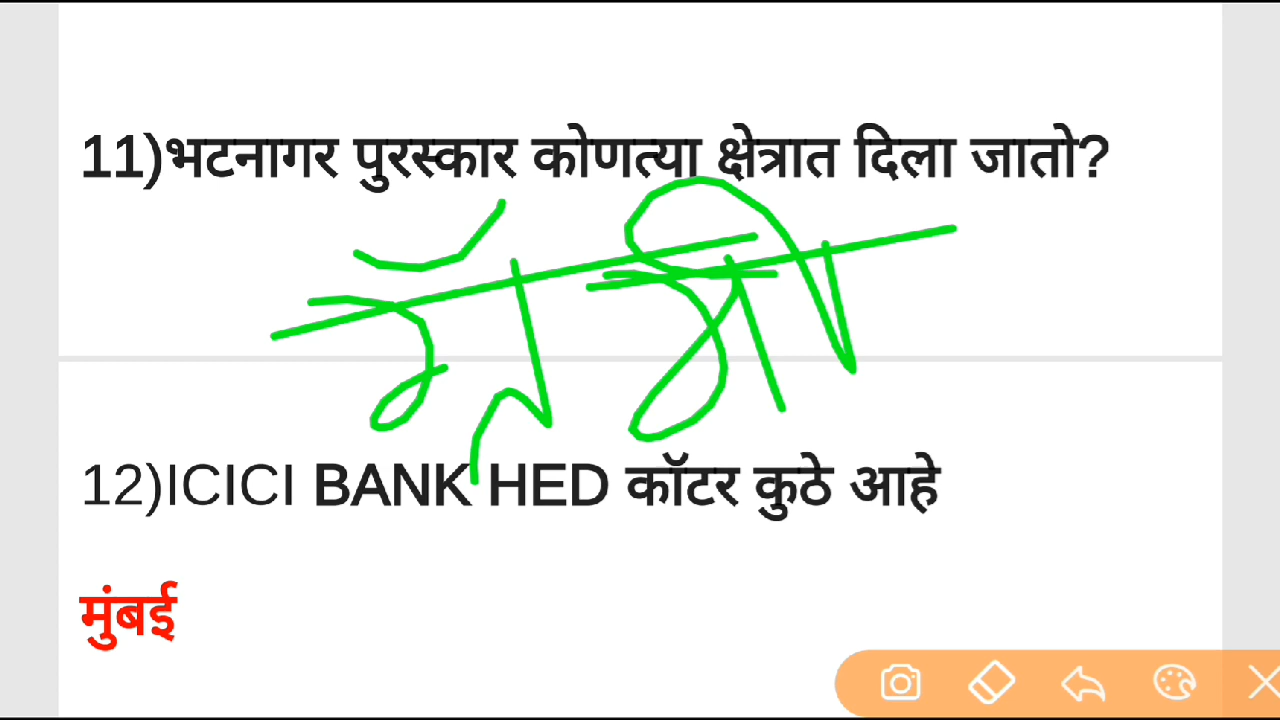 11)भटनागर पुरस्कार कोणत्या क्षेत्रात दिला जातो?
12)ICICI BANK HED कॉटर कुठे आहे
मुंबई